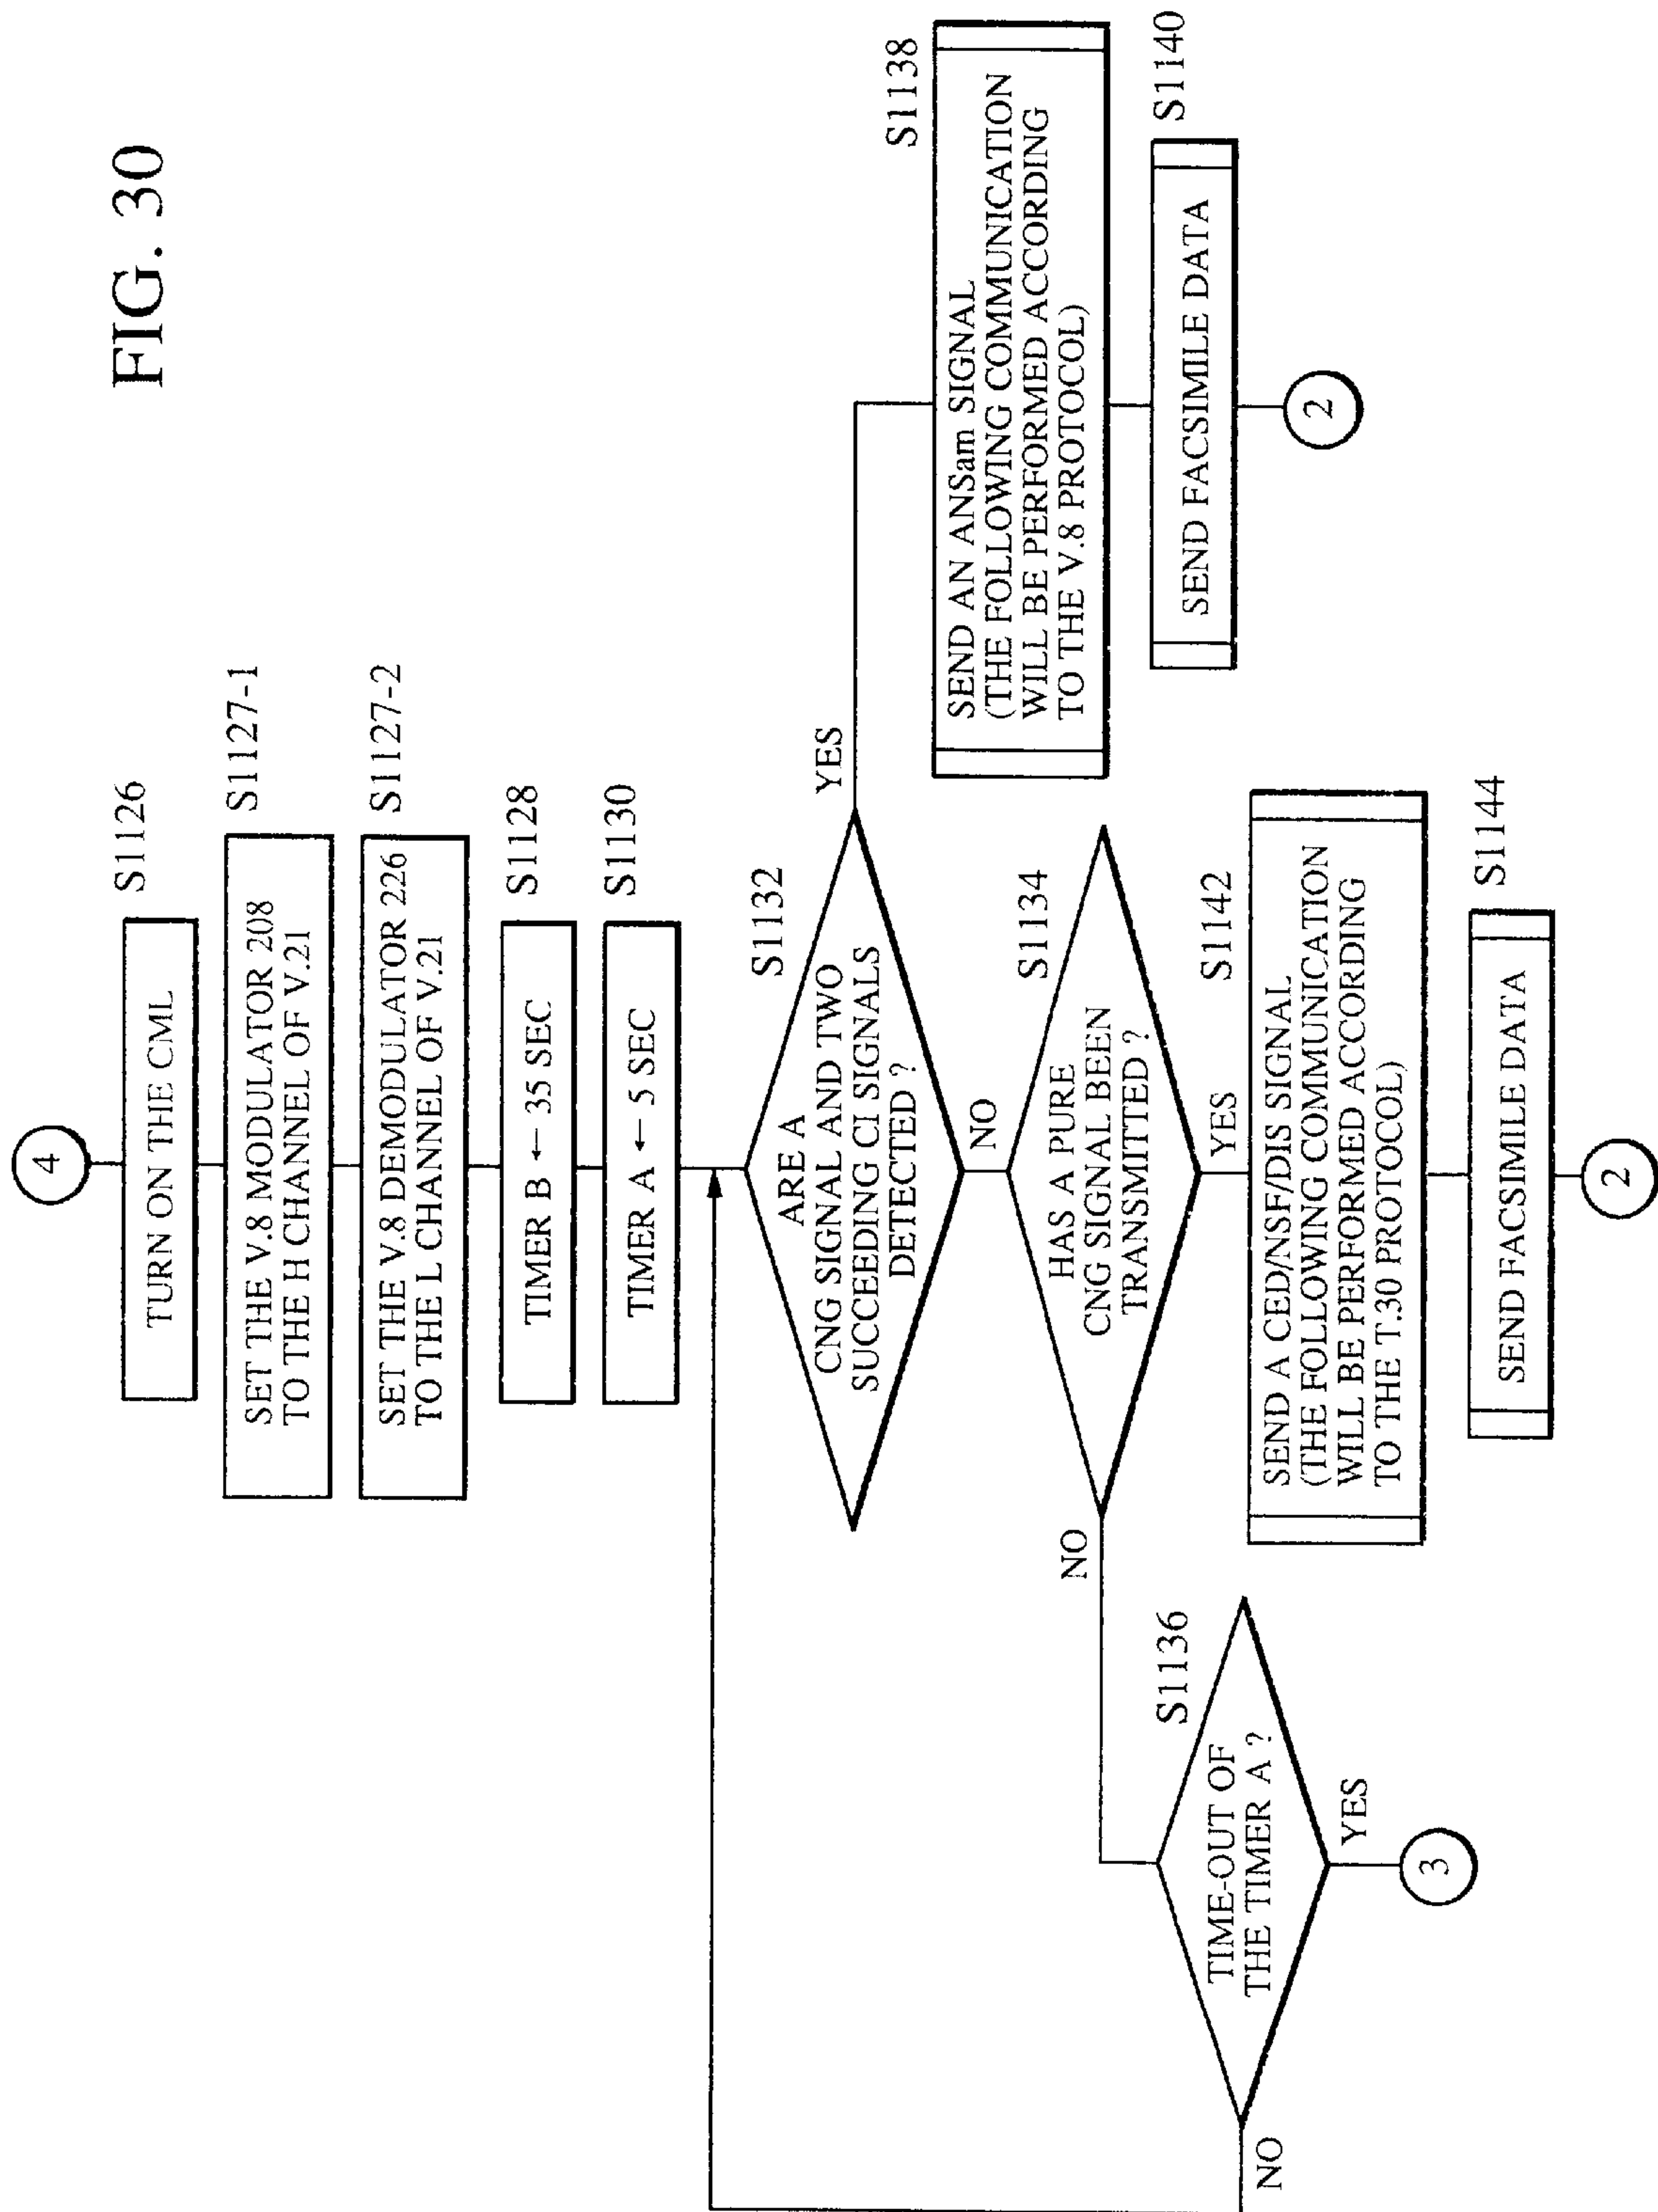 FIG. 30
4
TURN ON THE CML
S1126
SET THE V.8 MODULATOR 208
TO THE H CHANNEL OF V.21
S1127-1
SET THE V.8 DEMODULATOR 226
TO THE L CHANNEL OF V.21
S1127-2
TIMER B ← 35 SEC
S1128
TIMER A ← 5 SEC
S1130
S1132
ARE A
CNG SIGNAL AND TWO
SUCCEEDING CI SIGNALS
DETECTED ?
YES
NO
S1138
SEND AN ANSam SIGNAL
(THE FOLLOWING COMMUNICATION
WILL BE PERFORMED ACCORDING
TO THE V.8 PROTOCOL)
S1140
SEND FACSIMILE DATA
2
S1134
HAS A PURE
CNG SIGNAL BEEN
TRANSMITTED ?
NO
YES
S1142
SEND A CED/NSF/DIS SIGNAL
(THE FOLLOWING COMMUNICATION
WILL BE PERFORMED ACCORDING
TO THE T.30 PROTOCOL)
S1144
SEND FACSIMILE DATA
2
S1136
TIME-OUT OF
THE TIMER A ?
NO
YES
3